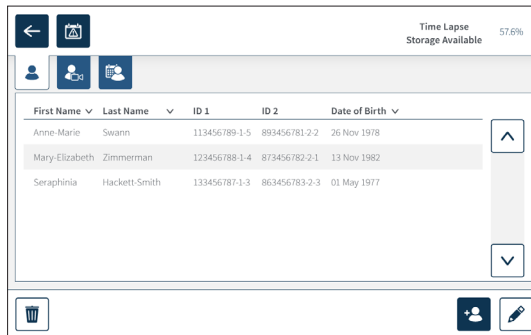 Time Lapse
Storage Available 57.6%
First Name Last Name ID 1 ID 2 Date of Birth
Anne-Marie Swann 113456789-1-5 893456781-2-2 26 Nov 1978
Mary-Elizabeth Zimmerman 123456788-1-4 873456782-2-1 13 Nov 1982
Seraphinia Hackett-Smith 133456787-1-3 863456783-2-3 01 May 1977